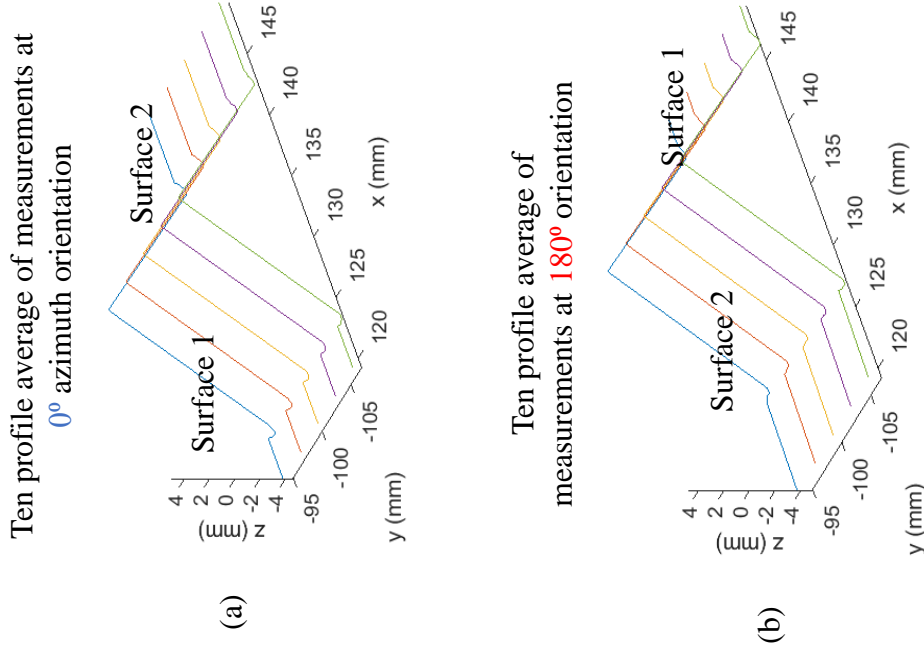 Ten profile average of measurements at
0º azimuth orientation
Surface 2
Surface 1
4
2
0
-2
-4
z (mm)
-95
-100
-105
y (mm)
120
125
130
135
140
145
x (mm)
(a)
Ten profile average of
measurements at 180º orientation
Surface 1
Surface 2
4
2
0
-2
-4
z (mm)
-95
-100
-105
y (mm)
120
125
130
135
140
145
x (mm)
(b)